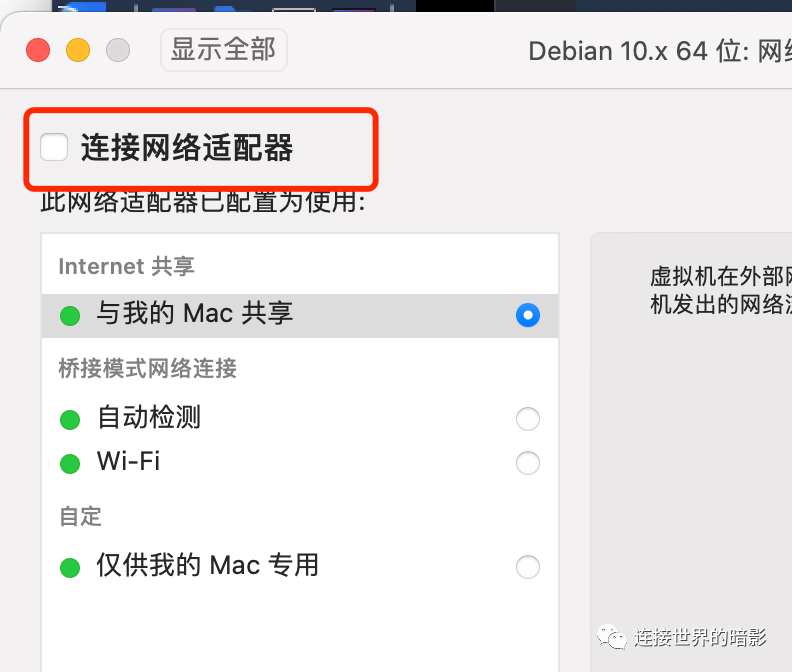 显示全部
Debian 10.x 64 位: 网络
连接网络适配器
此网络适配器已配置为使用:
Internet 共享
与我的 Mac 共享
桥接模式网络连接
自动检测
Wi-Fi
自定
仅供我的 Mac 专用
虚拟机在外部网
机发出的网络流
连接世界的暗影